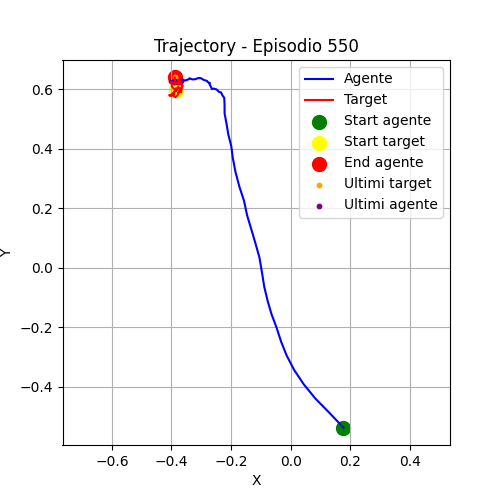 Trajectory - Episodio 550
Agente
Target
Start agente
Start target
End agente
Ultimi target
Ultimi agente
0.6
0.4
0.2
0.0
−0.2
−0.4
Y
−0.6
−0.4
−0.2
0.0
0.2
0.4
X